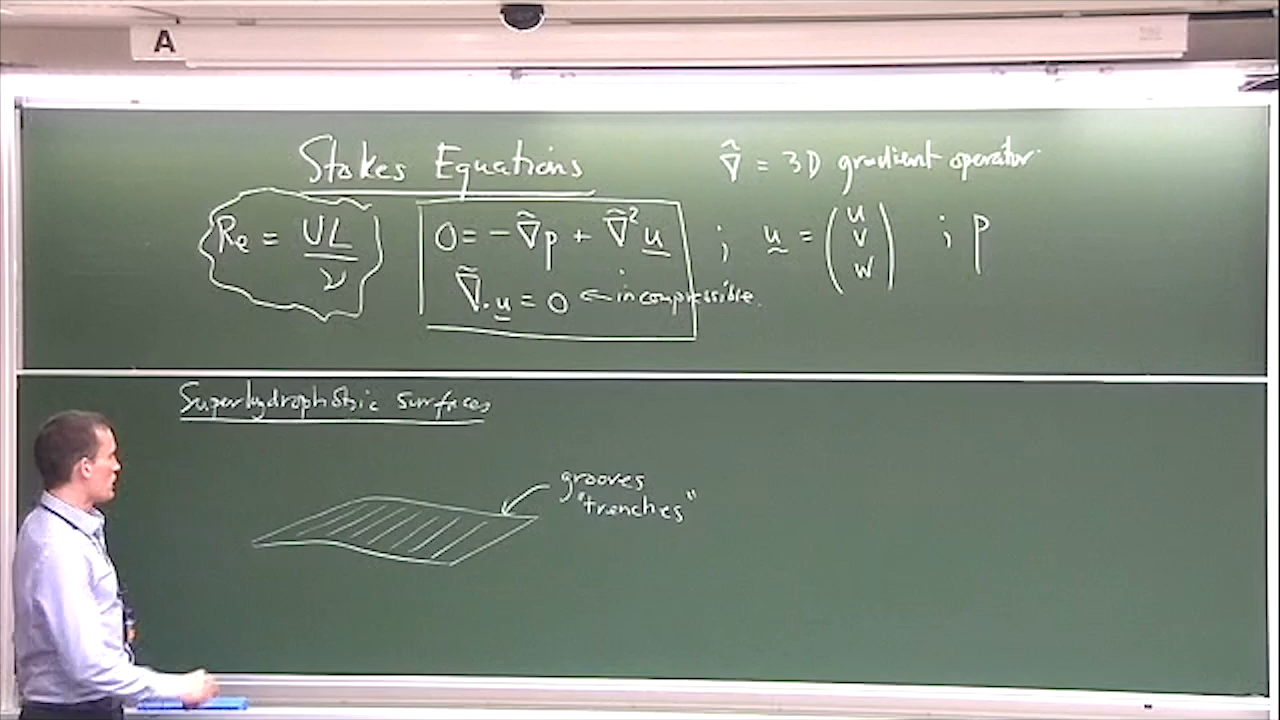 A
Stokes Equations
∇̃ = 3D gradient operator.
Re = UL/ν
0 = -∇̃p + ∇̃²u ; u = (u v w) ; p
∇̃·u = 0 ← incompressible.
Superhydrophobic surfaces
grooves
"trenches"